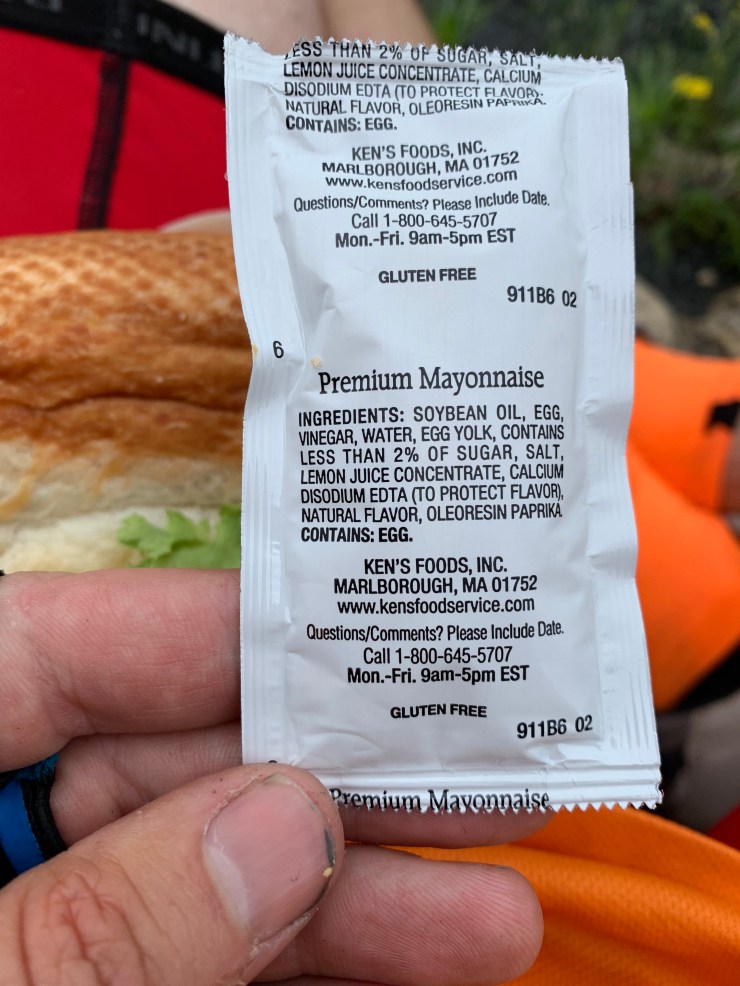 LESS THAN 2% OF SUGAR, SALT,
LEMON JUICE CONCENTRATE, CALCIUM
DISODIUM EDTA (TO PROTECT FLAVOR),
NATURAL FLAVOR, OLEORESIN PAPRIKA.
CONTAINS: EGG.
KEN'S FOODS, INC.
MARLBOROUGH, MA 01752
www.kensfoodservice.com
Questions/Comments? Please Include Date.
Call 1-800-645-5707
Mon.-Fri. 9am-5pm EST
GLUTEN FREE
911B6 02
6
Premium Mayonnaise
INGREDIENTS: SOYBEAN OIL, EGG,
VINEGAR, WATER, EGG YOLK, CONTAINS
LESS THAN 2% OF SUGAR, SALT,
LEMON JUICE CONCENTRATE, CALCIUM
DISODIUM EDTA (TO PROTECT FLAVOR),
NATURAL FLAVOR, OLEORESIN PAPRIKA
CONTAINS: EGG.
KEN'S FOODS, INC.
MARLBOROUGH, MA 01752
www.kensfoodservice.com
Questions/Comments? Please Include Date.
Call 1-800-645-5707
Mon.-Fri. 9am-5pm EST
GLUTEN FREE
911B6 02
Premium Mayonnaise